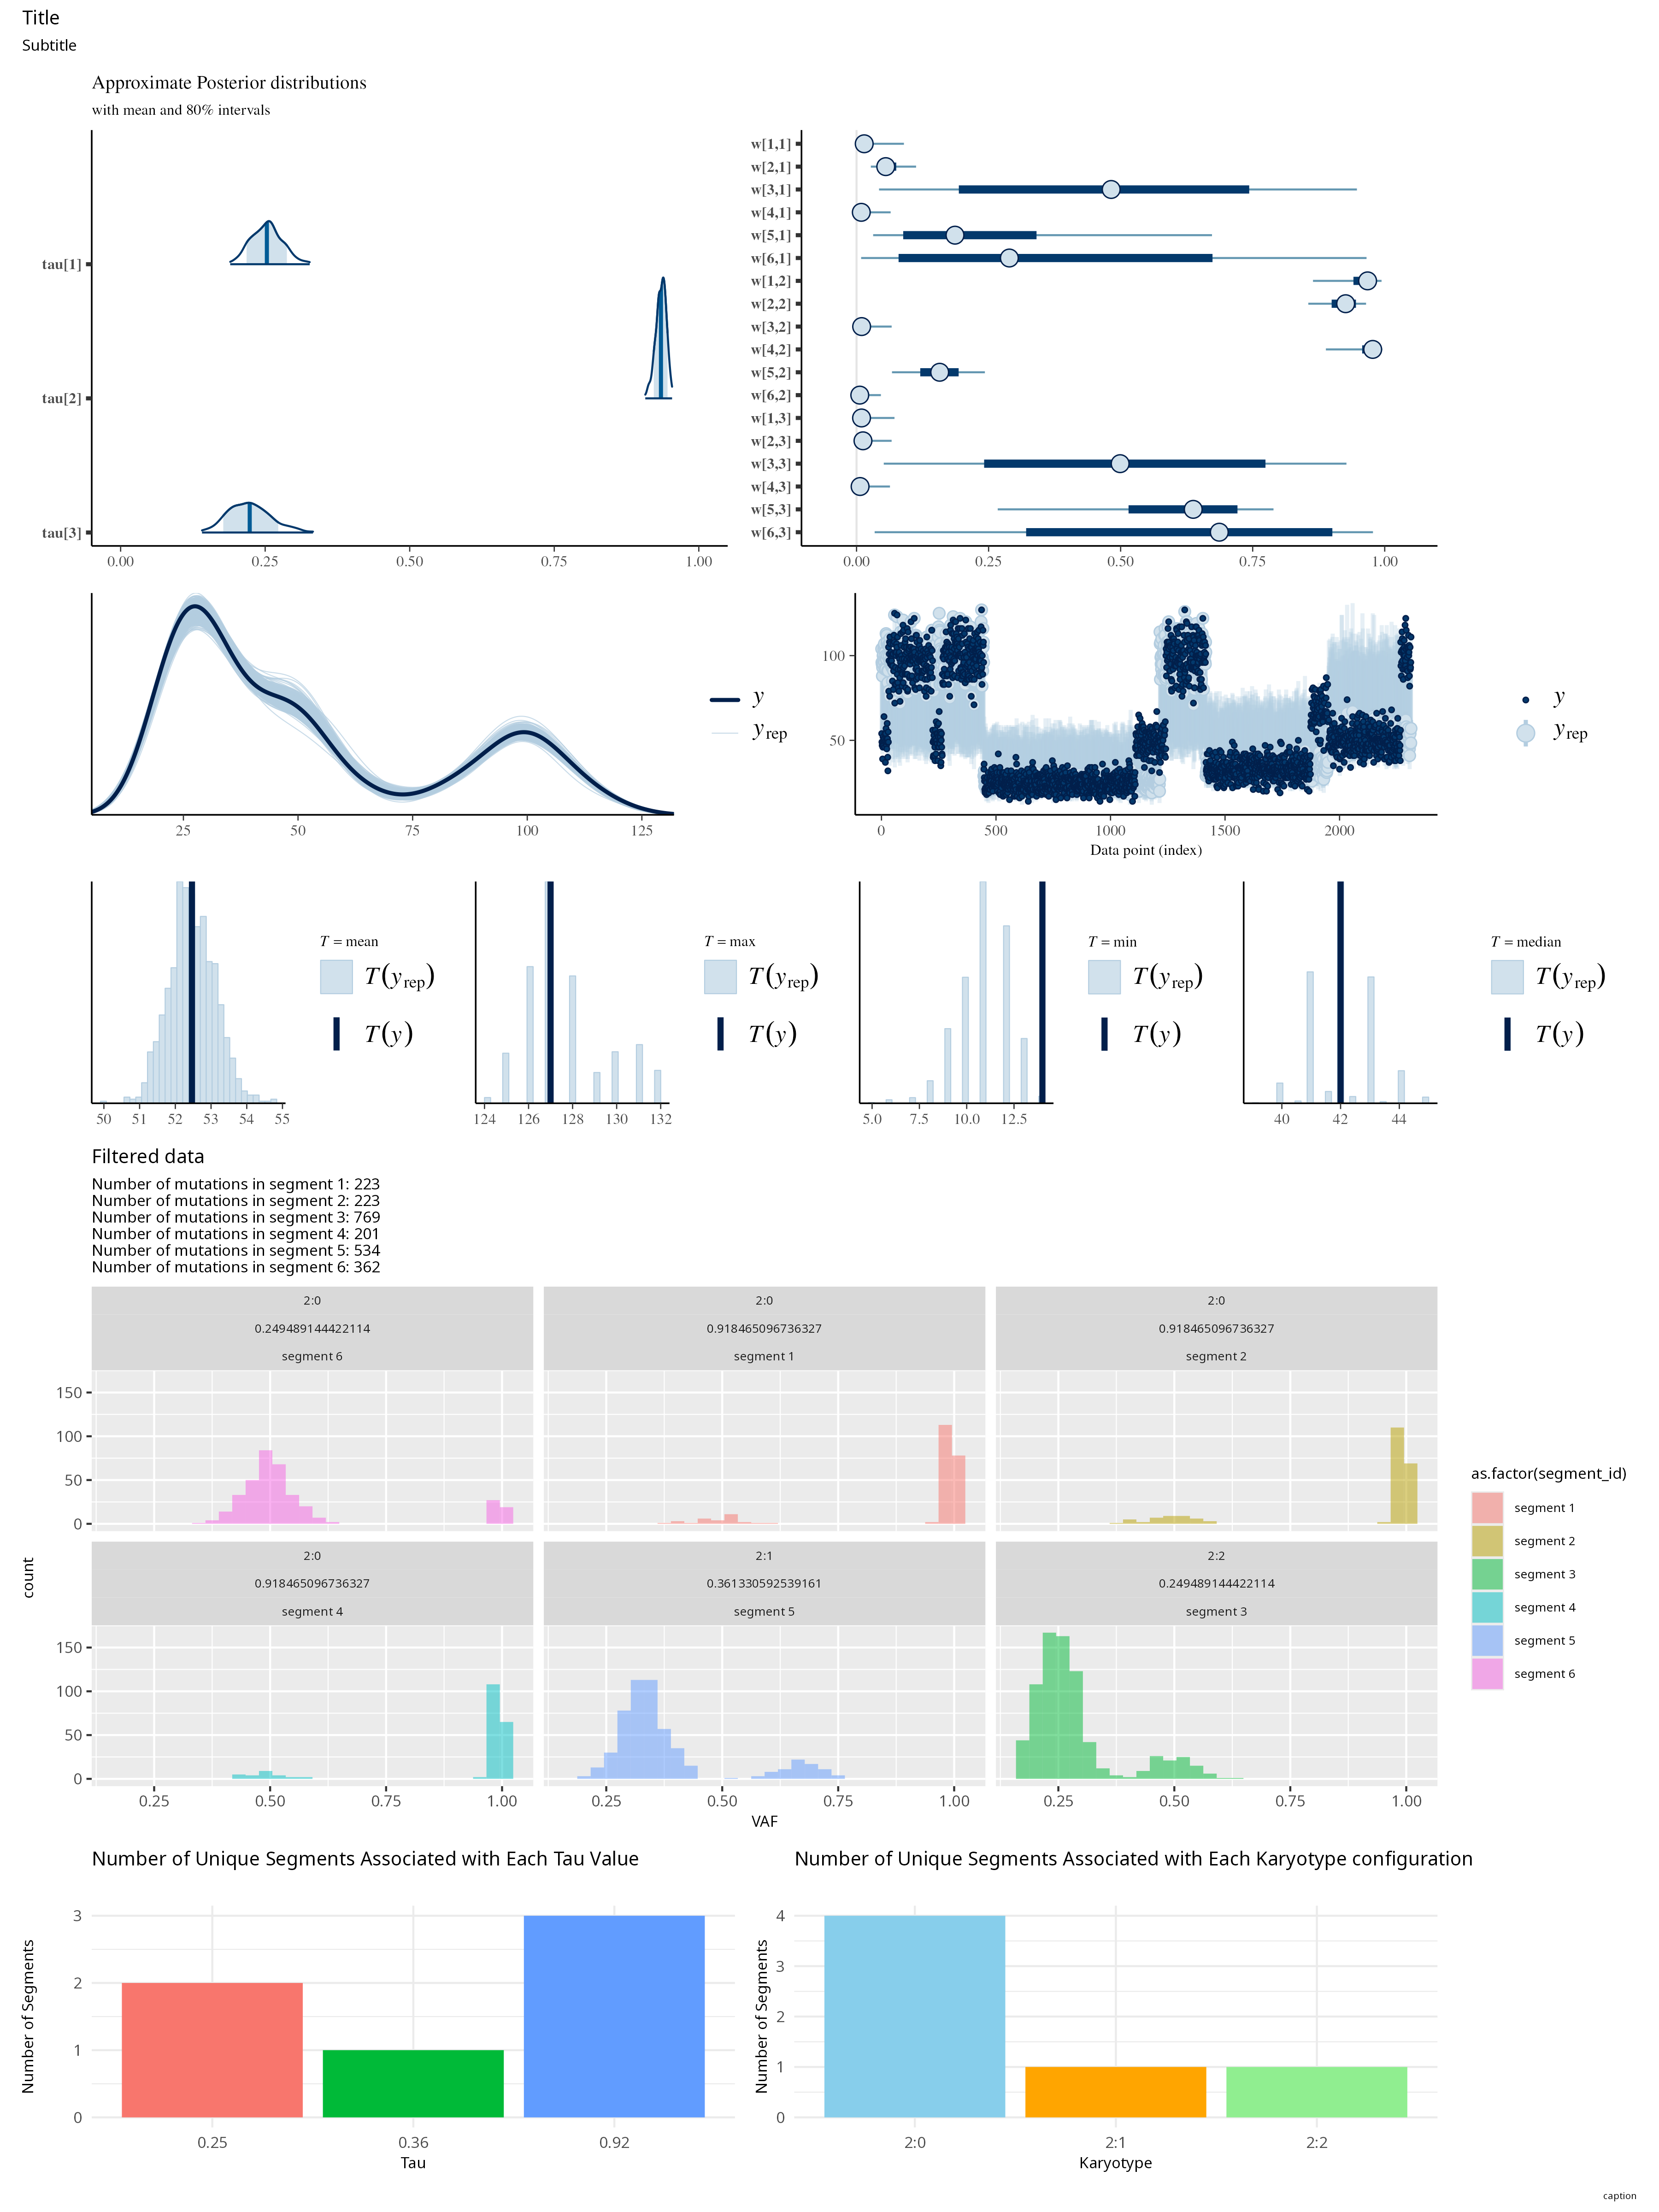 Title
Subtitle
Approximate Posterior distributions
with mean and 80% intervals
tau[1]
tau[2]
tau[3]
0.00 0.25 0.50 0.75 1.00
w[1,1]
w[2,1]
w[3,1]
w[4,1]
w[5,1]
w[6,1]
w[1,2]
w[2,2]
w[3,2]
w[4,2]
w[5,2]
w[6,2]
w[1,3]
w[2,3]
w[3,3]
w[4,3]
w[5,3]
w[6,3]
0.00 0.25 0.50 0.75 1.00
y
yrep
25 50 75 100 125
100
50
0 500 1000 1500 2000
Data point (index)
y
yrep
T = mean
T(yrep)
T(y)
50 51 52 53 54 55
T = max
T(yrep)
T(y)
124 126 128 130 132
T = min
T(yrep)
T(y)
5.0 7.5 10.0 12.5
T = median
T(yrep)
T(y)
40 42 44
Filtered data
Number of mutations in segment 1: 223
Number of mutations in segment 2: 223
Number of mutations in segment 3: 769
Number of mutations in segment 4: 201
Number of mutations in segment 5: 534
Number of mutations in segment 6: 362
2:0 2:0 2:0
0.249489144422114 0.918465096736327 0.918465096736327
segment 6 segment 1 segment 2
150
100
50
0
2:0 2:1 2:2
0.918465096736327 0.361330592539161 0.249489144422114
segment 4 segment 5 segment 3
150
100
50
0
count
0.25 0.50 0.75 1.00 0.25 0.50 0.75 1.00 0.25 0.50 0.75 1.00
VAF
as.factor(segment_id)
segment 1
segment 2
segment 3
segment 4
segment 5
segment 6
Number of Unique Segments Associated with Each Tau Value
Number of Segments
3
2
1
0
0.25 0.36 0.92
Tau
Number of Unique Segments Associated with Each Karyotype configuration
Number of Segments
4
3
2
1
0
2:0 2:1 2:2
Karyotype
caption